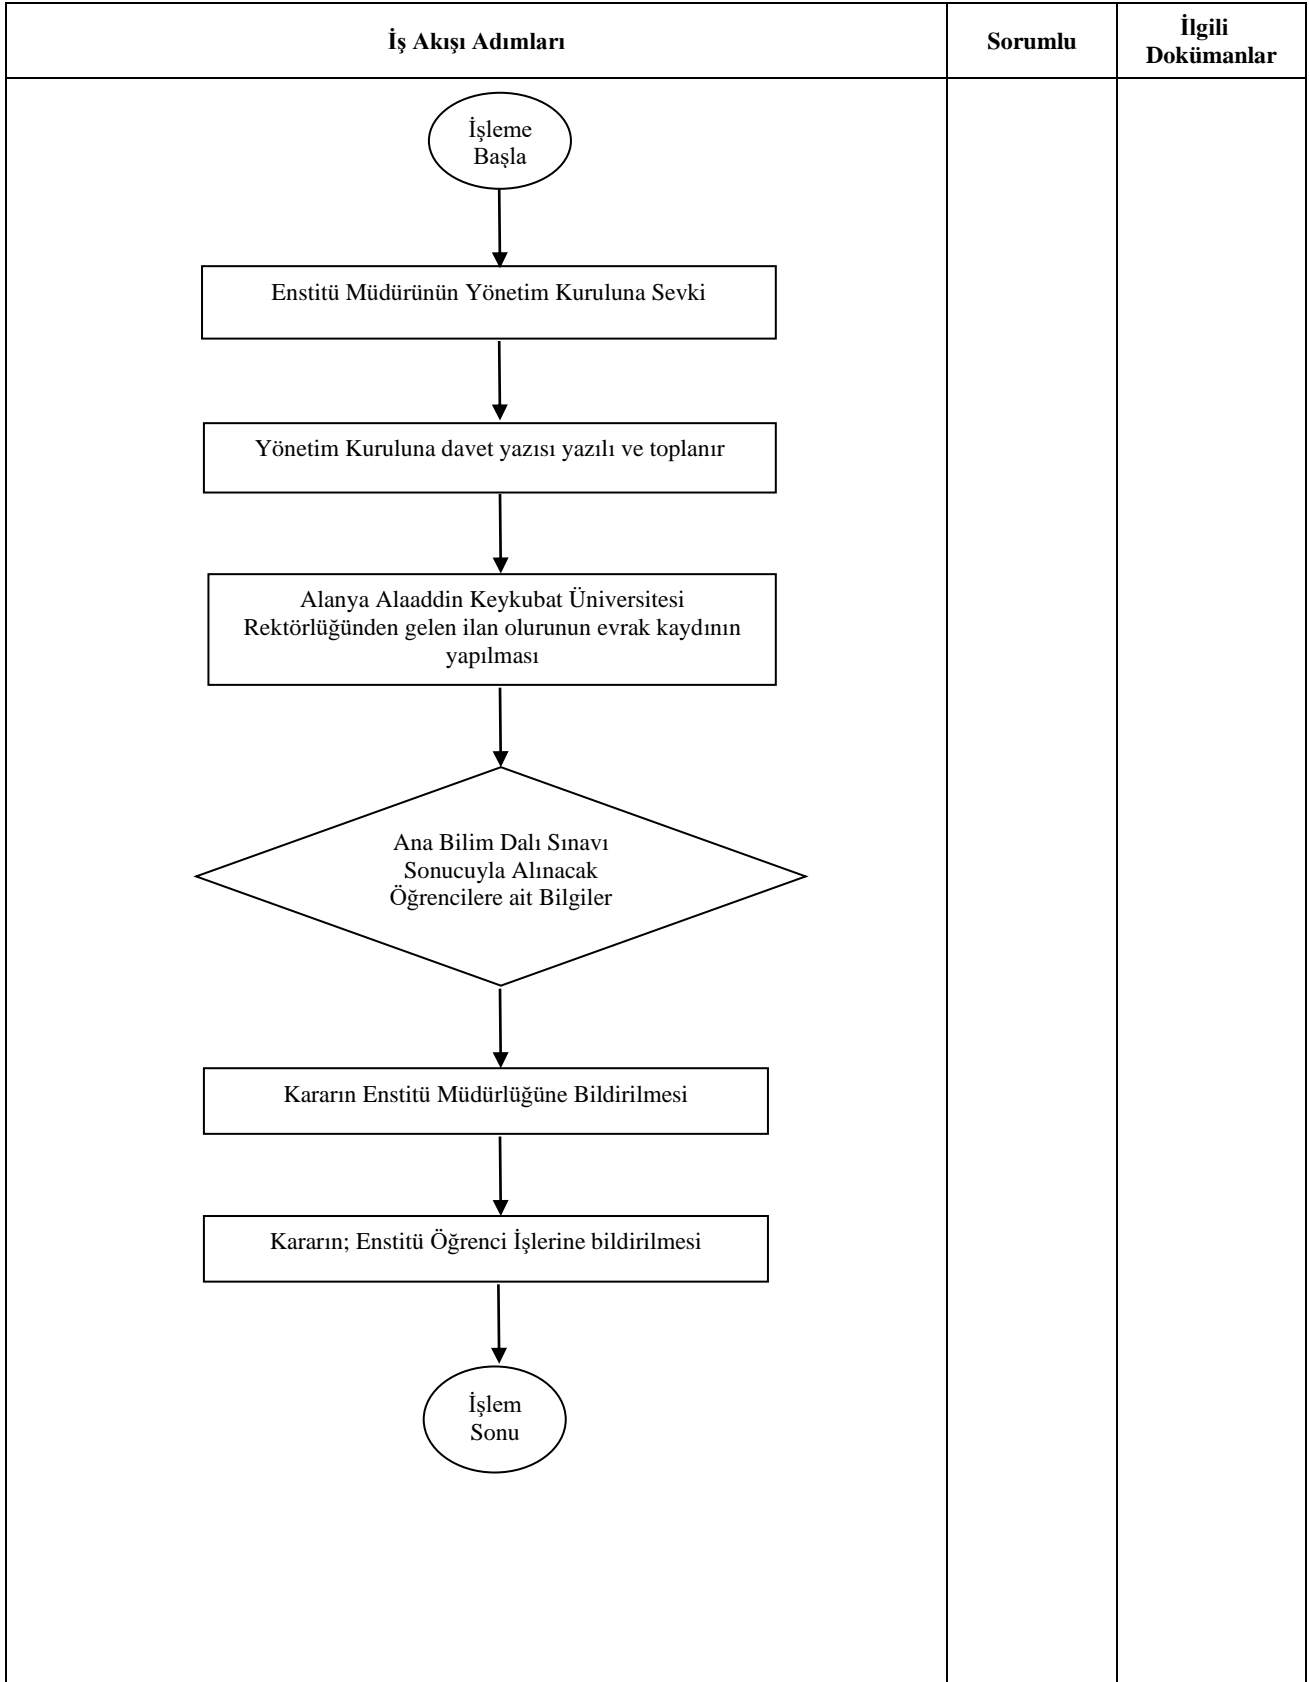 İş Akışı Adımları
Sorumlu
İlgili
Dokümanlar
İşleme
Başla
Enstitü Müdürünün Yönetim Kuruluna Sevki
Yönetim Kuruluna davet yazısı yazılı ve toplanır
Alanya Alaaddin Keykubat Üniversitesi
Rektörlüğünden gelen ilan olurunun evrak kaydının
yapılması
Ana Bilim Dalı Sınavı
Sonucuyla Alınacak
Öğrencilere ait Bilgiler
Kararın Enstitü Müdürlüğüne Bildirilmesi
Kararın; Enstitü Öğrenci İşlerine bildirilmesi
İşlem
Sonu